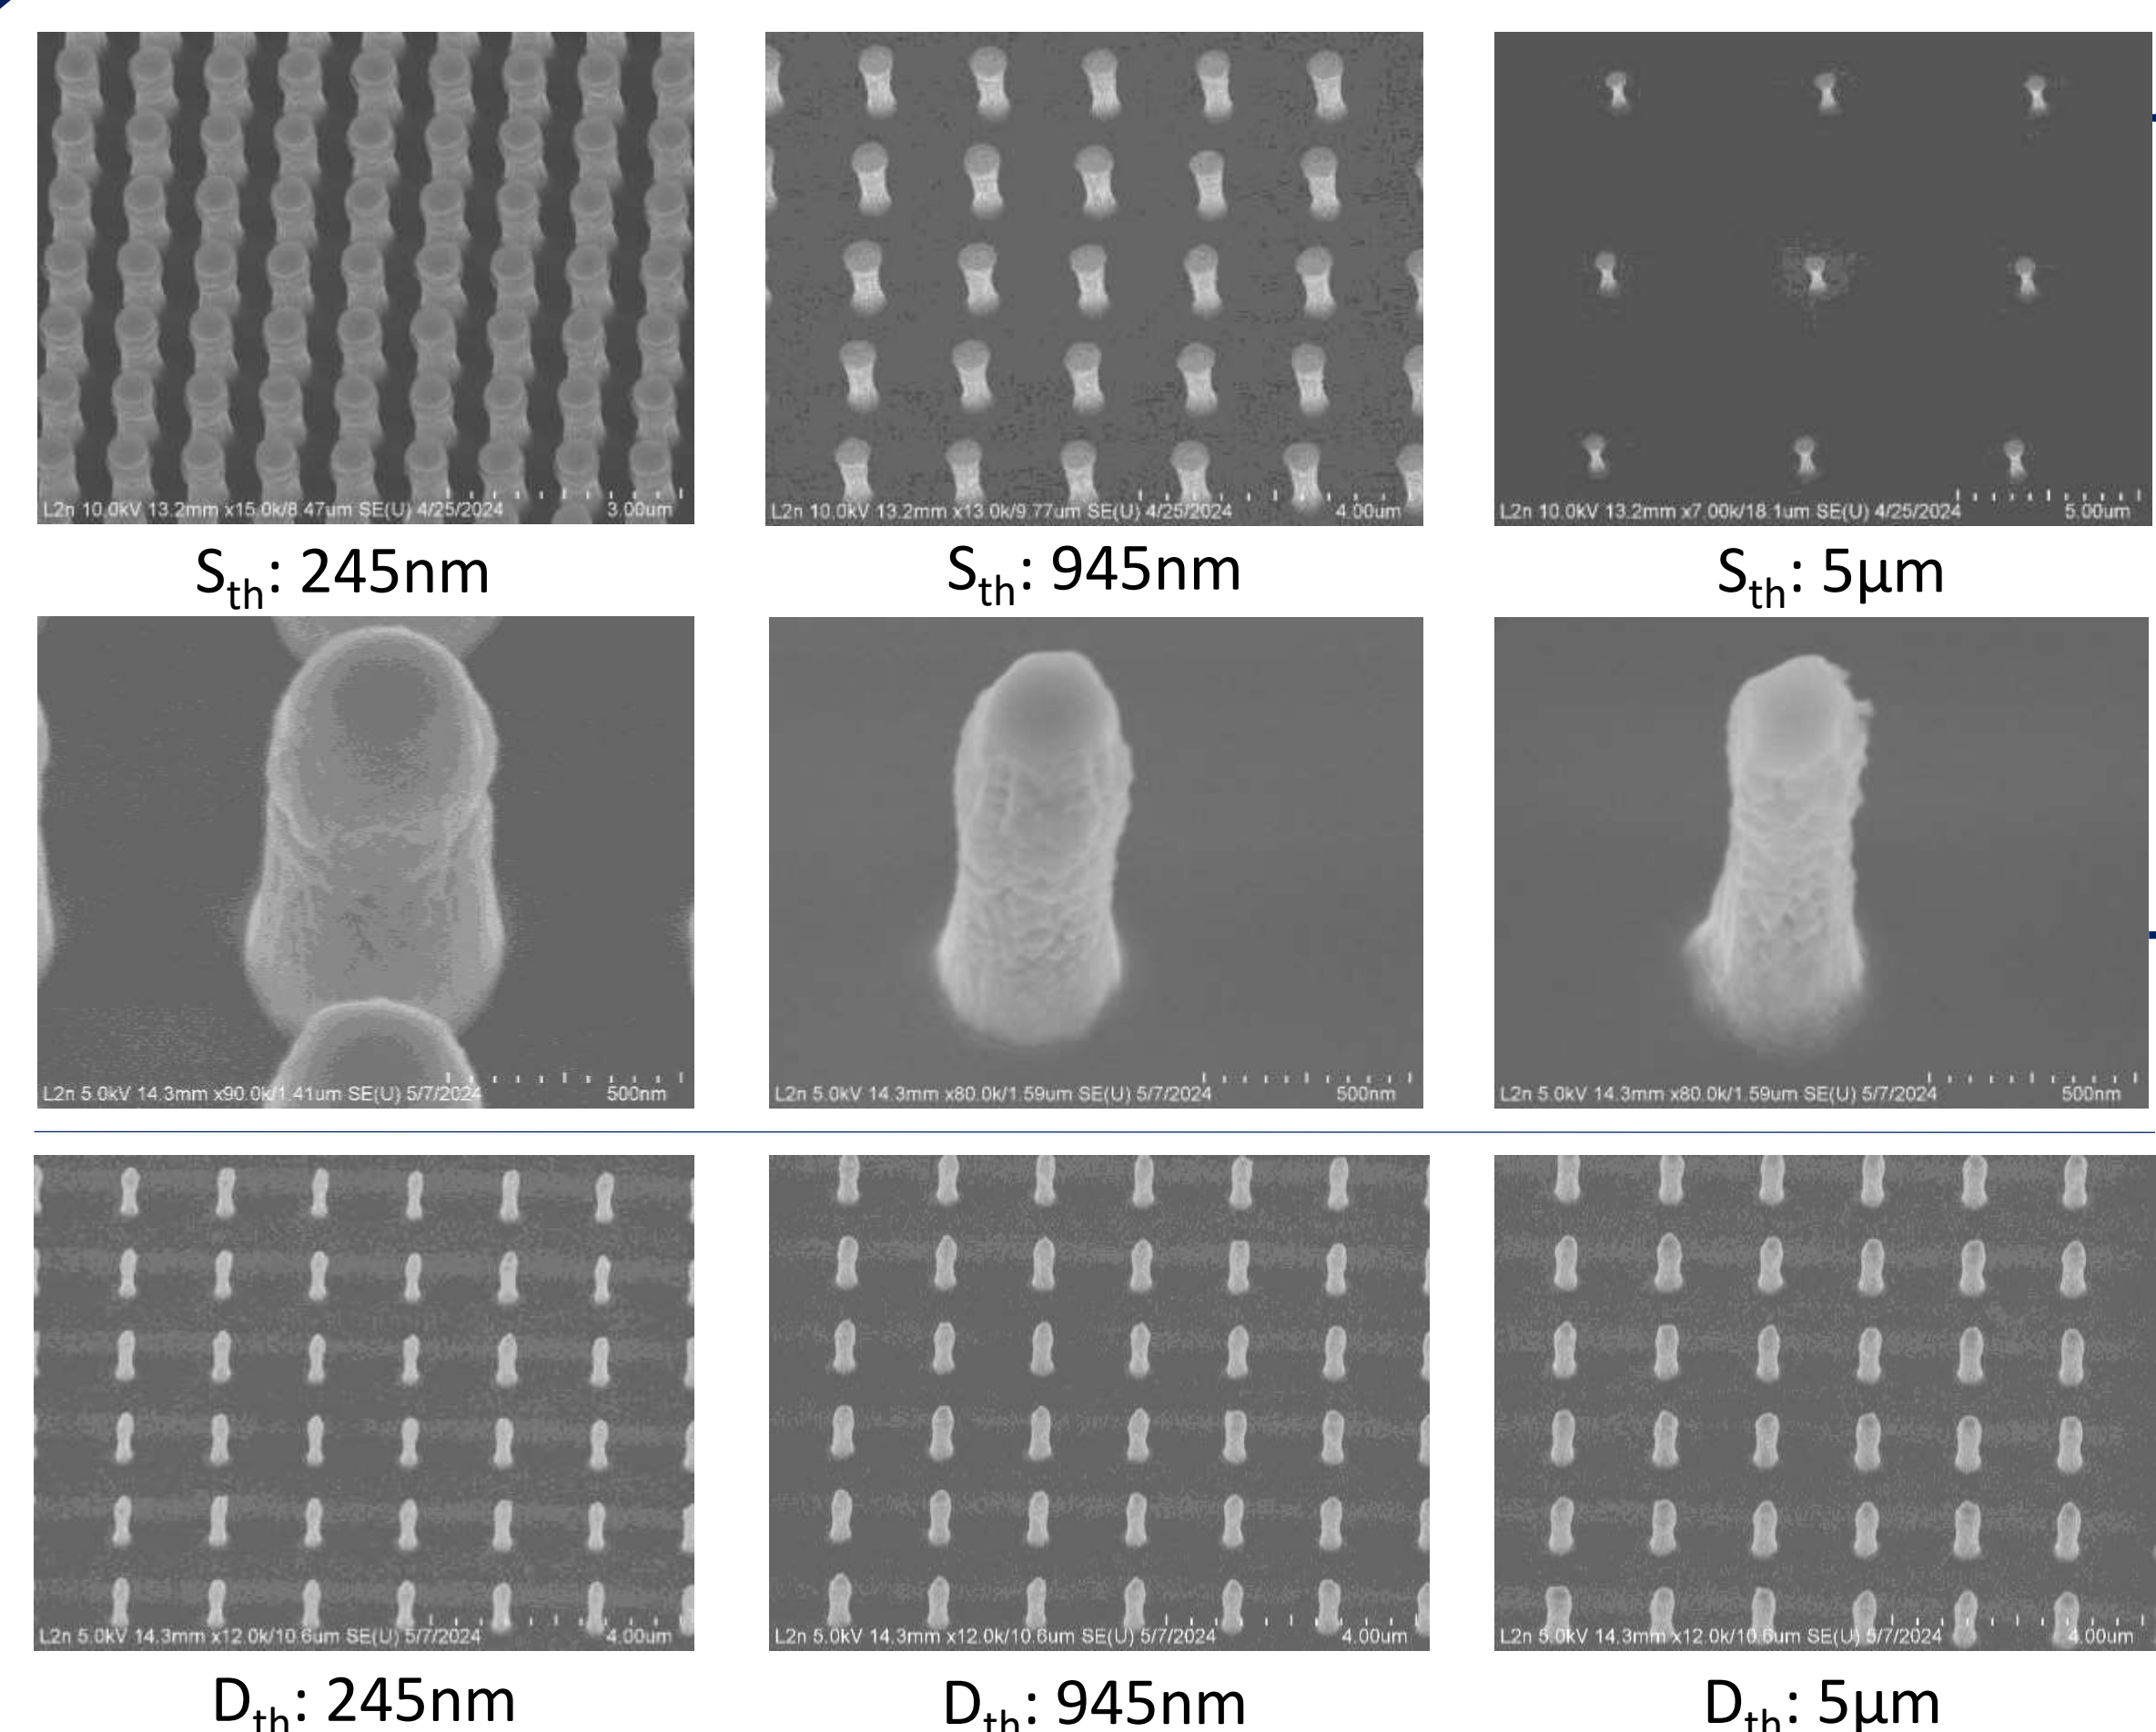 L2n 10.0kV 13.2mm x15.0k/8.47um SE(U) 4/25/2024 3.00um
L2n 10.0kV 13.2mm x13.0k/9.77um SE(U) 4/25/2024 4.00um
L2n 10.0kV 13.2mm x7.00k/18.1um SE(U) 4/25/2024 5.00um
Sth: 245nm
Sth: 945nm
Sth: 5µm
L2n 5.0kV 14.3mm x90.0k/1.41um SE(U) 5/7/2024 500nm
L2n 5.0kV 14.3mm x80.0k/1.59um SE(U) 5/7/2024 500nm
L2n 5.0kV 14.3mm x80.0k/1.59um SE(U) 5/7/2024 500nm
L2n 5.0kV 14.3mm x12.0k/10.6um SE(U) 5/7/2024 4.00um
L2n 5.0kV 14.3mm x12.0k/10.6um SE(U) 5/7/2024 4.00um
L2n 5.0kV 14.3mm x12.0k/10.6um SE(U) 5/7/2024 4.00um
Dth: 245nm
Dth: 945nm
Dth: 5µm